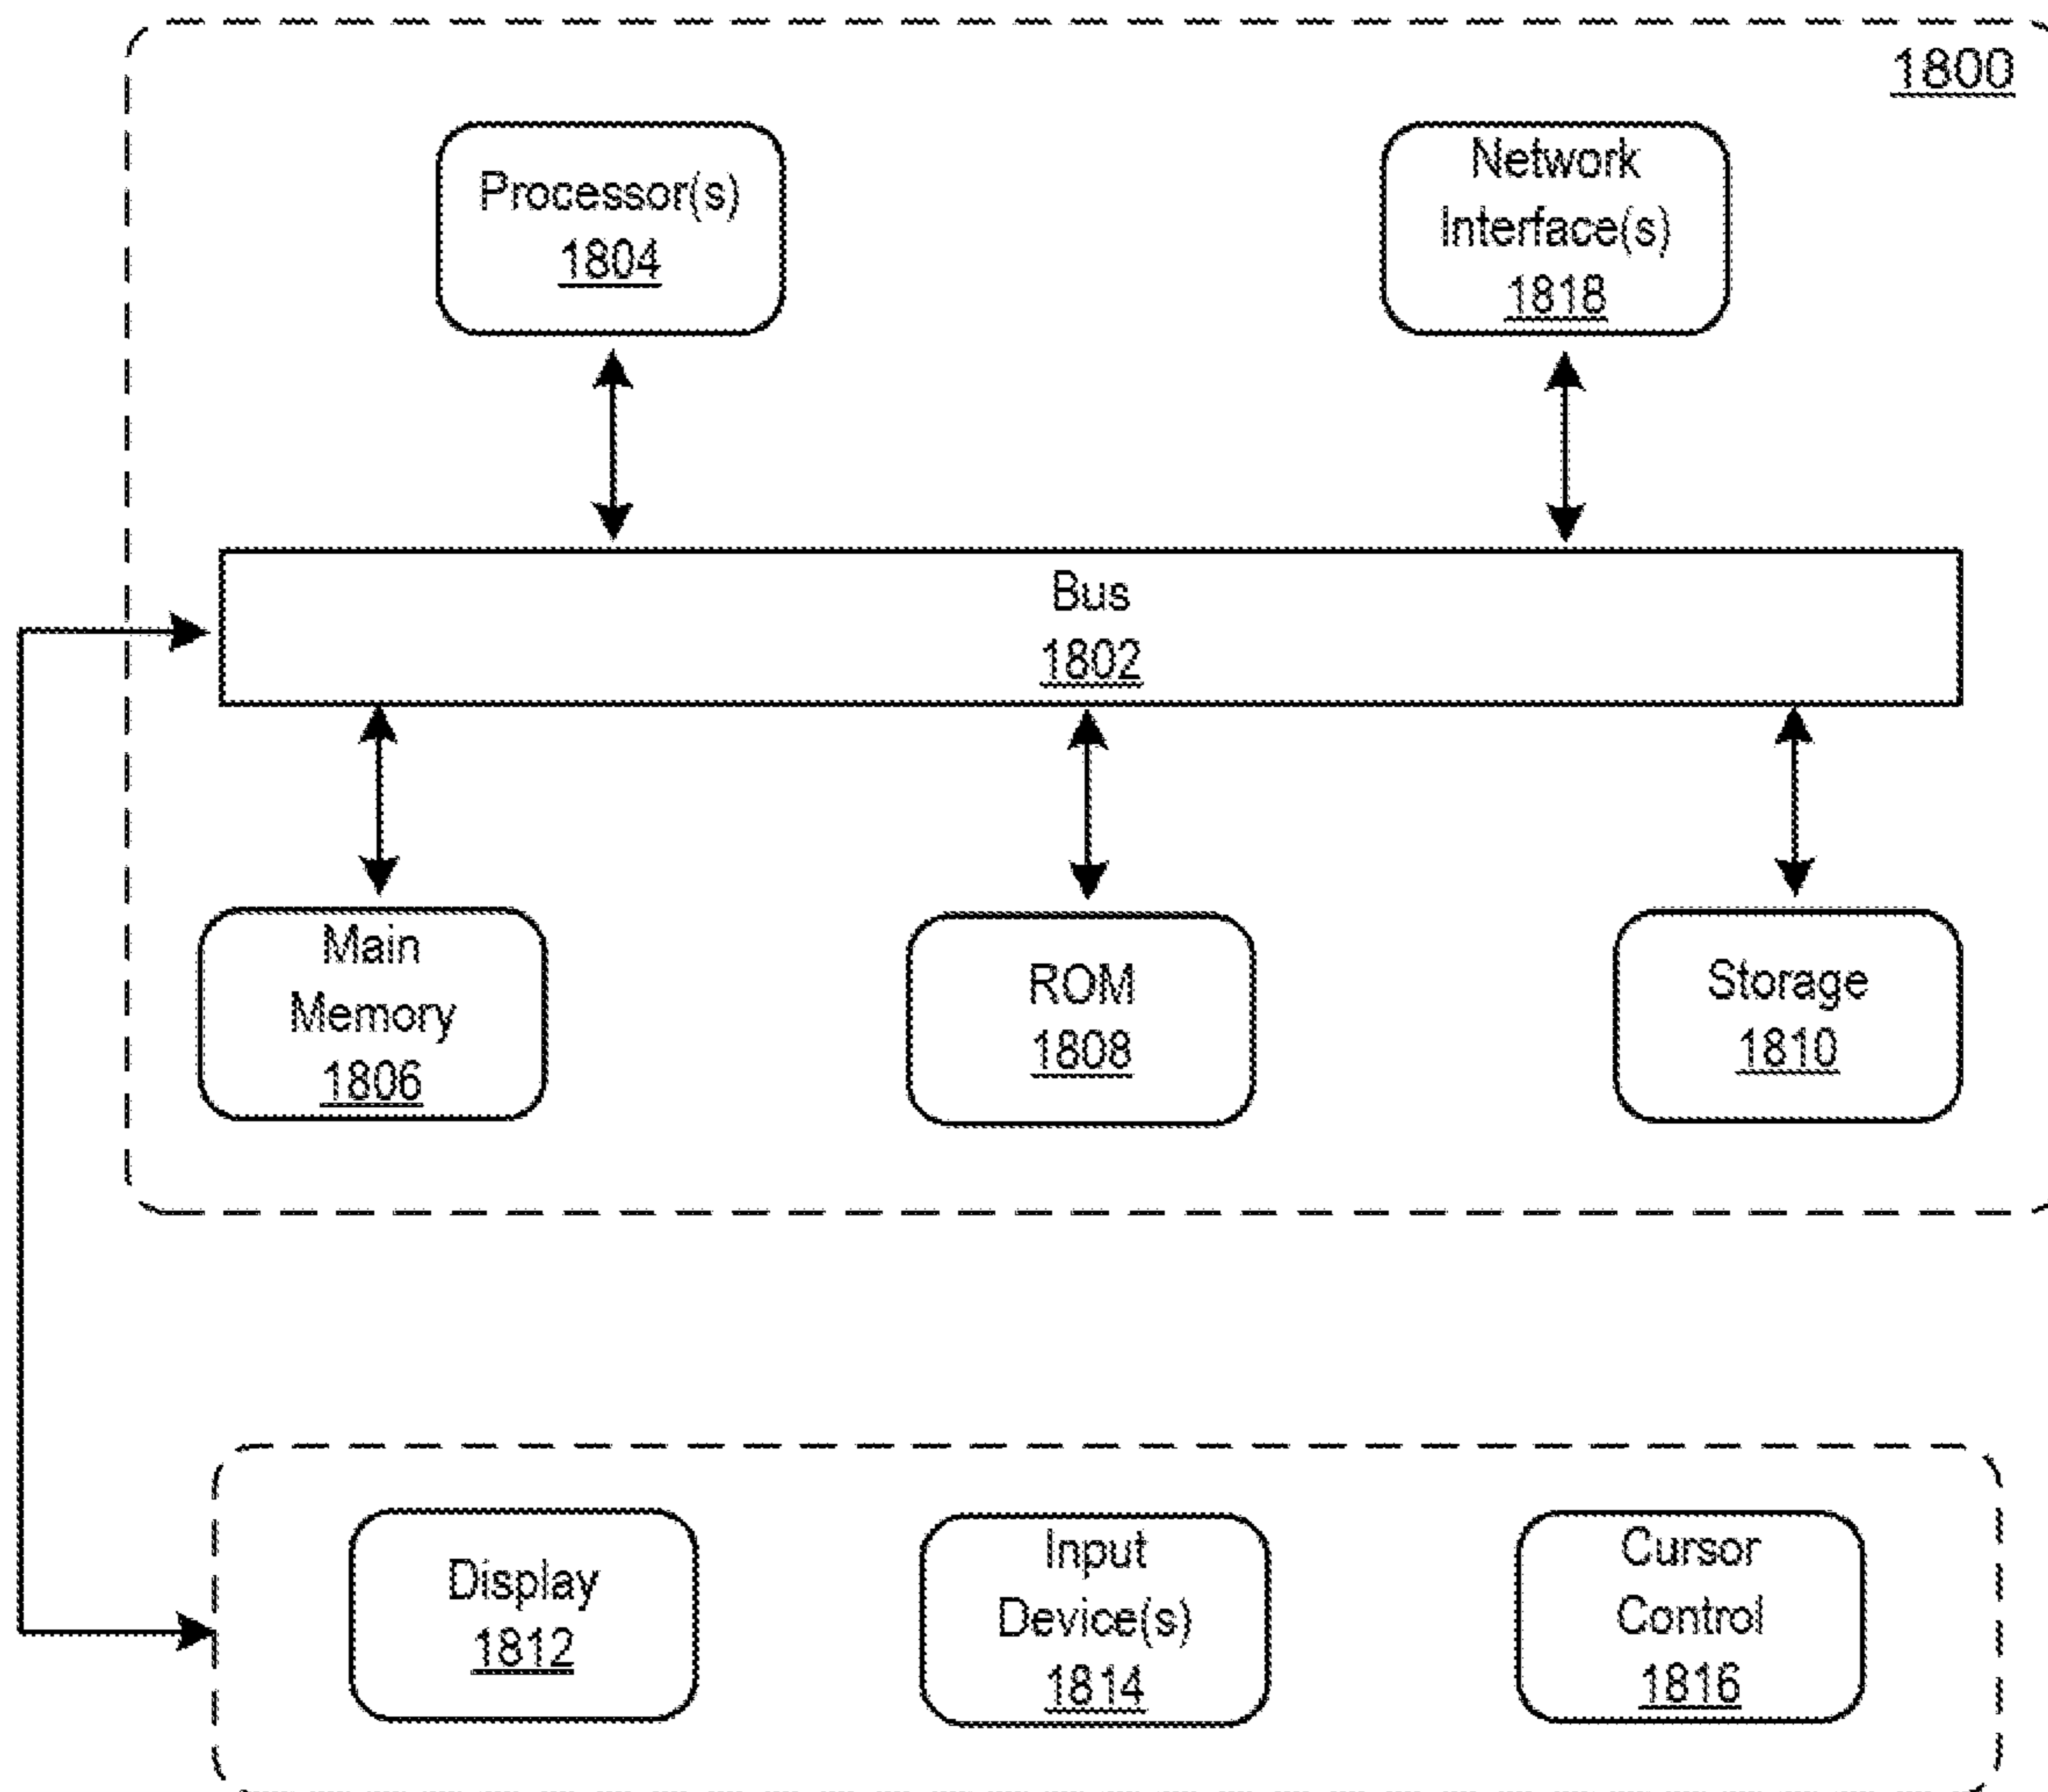 1800
Processor(s)
1804
Network
Interface(s)
1818
Bus
1802
Main
Memory
1806
ROM
1808
Storage
1810
Display
1812
Input
Device(s)
1814
Cursor
Control
1816